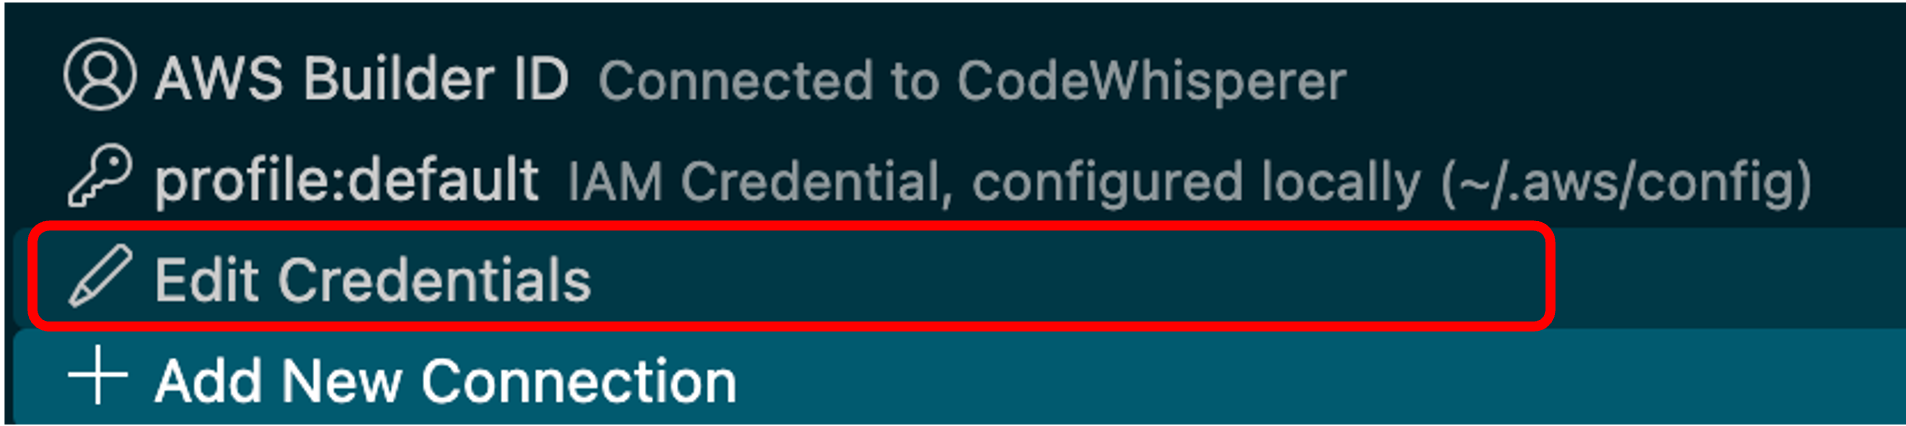 AWS Builder ID Connected to CodeWhisperer
profile:default IAM Credential, configured locally (~/.aws/config)
Edit Credentials
Add New Connection